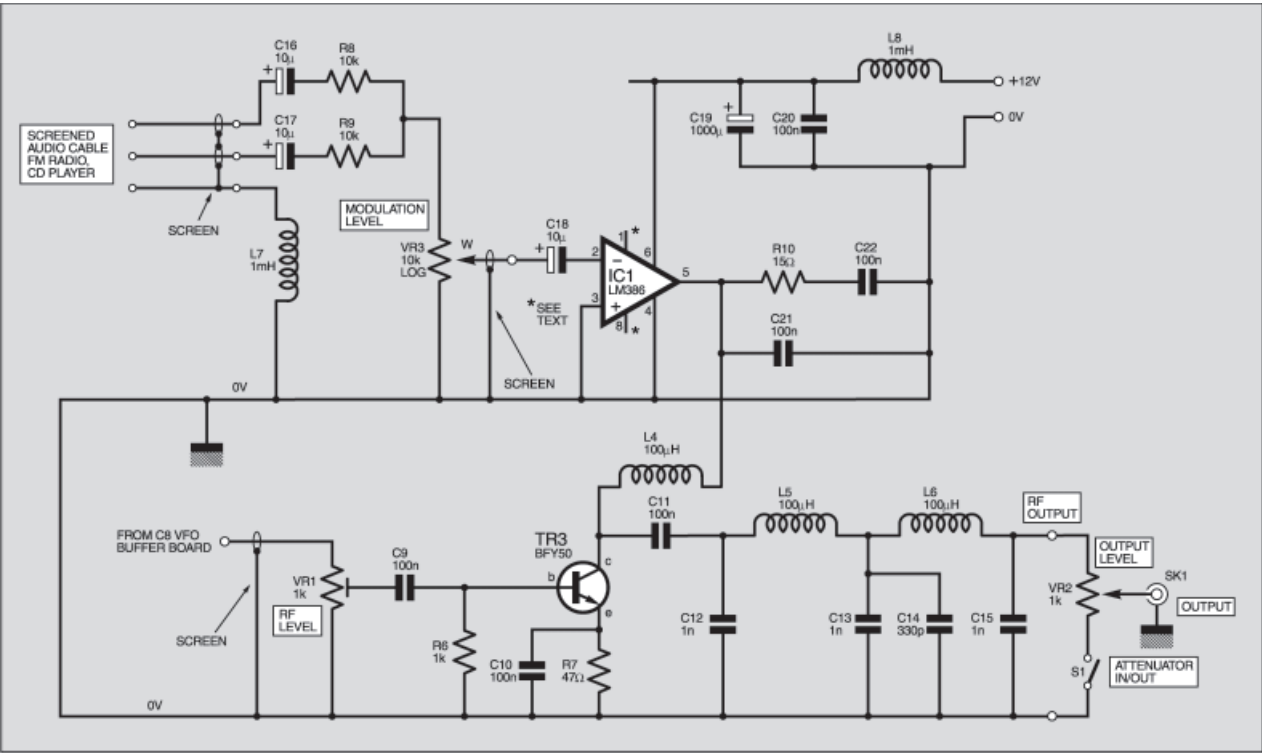 C16
10µ
R8
10k
+
C17
10µ
R9
10k
+
SCREENED
AUDIO CABLE
FM RADIO,
CD PLAYER
SCREEN
L7
1mH
MODULATION
LEVEL
VR3
10k
LOG
W
C18
10µ
+
2
1
*
6
−
IC1
LM386
5
3
+
4
8
*
*SEE
TEXT
SCREEN
L8
1mH
+12V
0V
C19
1000µ
+
C20
100n
R10
15Ω
C22
100n
C21
100n
0V
L4
100µH
C11
100n
L5
100µH
L6
100µH
RF
OUTPUT
FROM C8 VFO
BUFFER BOARD
VR1
1k
RF
LEVEL
SCREEN
C9
100n
TR3
BFY50
b
c
e
R6
1k
C10
100n
R7
47Ω
C12
1n
C13
1n
C14
330p
C15
1n
OUTPUT
LEVEL
VR2
1k
SK1
OUTPUT
S1
ATTENUATOR
IN/OUT
0V